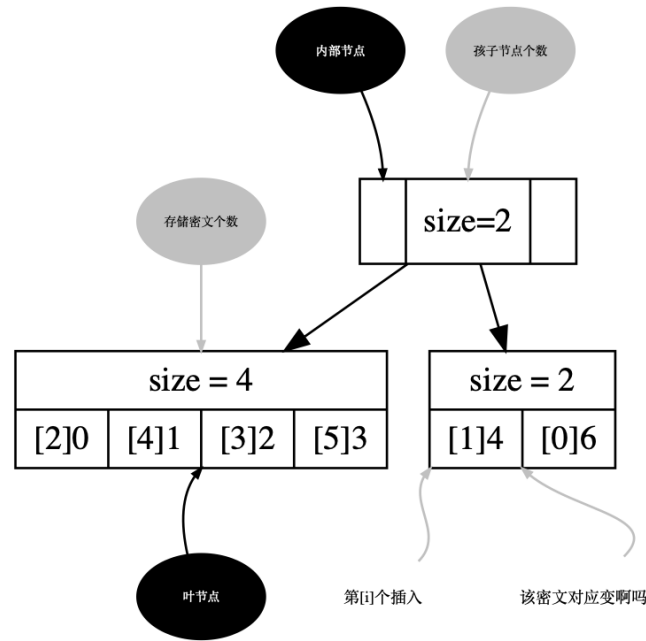 内部节点
孩子节点个数
存储密文个数
size=2
size = 4
size = 2
[2]0
[4]1
[3]2
[5]3
[1]4
[0]6
叶节点
第[i]个插入
该密文对应变啊吗